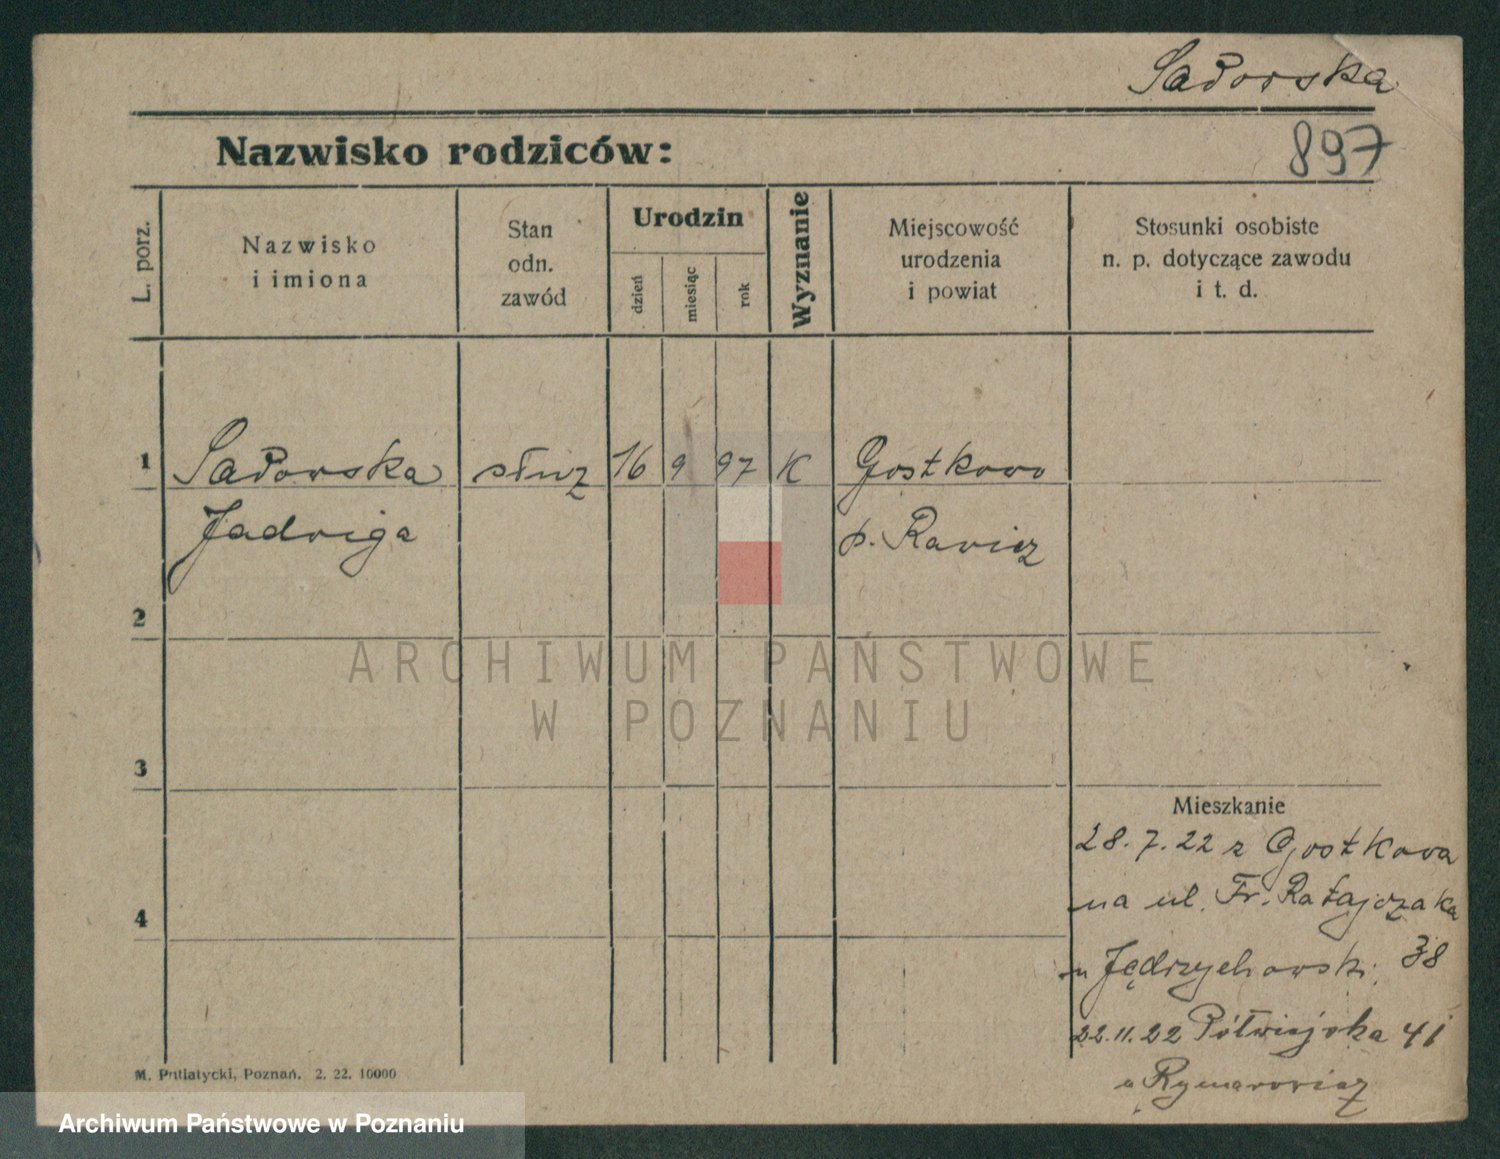 Sadowska
Nazwisko rodziców:
897
L. porz.
Nazwisko
i imiona
Stan
odn.
zawód
Urodzin
dzień
miesiąc
rok
Wyznanie
Miejscowość
urodzenia
i powiat
Stosunki osobiste
n. p. dotyczące zawodu
i t. d.
1 Sadowska służ 16 9 97 K Gostkowo
Jadwiga p. Rawicz
2
3
4
Mieszkanie
28.7.22 z Gostkowa
na ul. Fr. Ratajczaka
u Jędrzychowski 38
22.11.22 Półwiejska 41
u Rymarowicz
M. Putiatycki, Poznań. 2. 22. 10000
ARCHIWUM PAŃSTWOWE
W POZNANIU
Archiwum Państwowe w Poznaniu